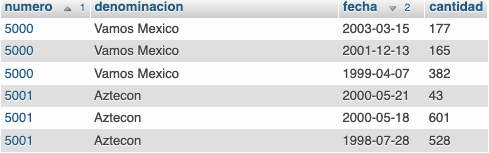 numero 1 denominacion fecha 2 cantidad
5000 Vamos Mexico 2003-03-15 177
5000 Vamos Mexico 2001-12-13 165
5000 Vamos Mexico 1999-04-07 382
5001 Aztecon 2000-05-21 43
5001 Aztecon 2000-05-18 601
5001 Aztecon 1998-07-28 528